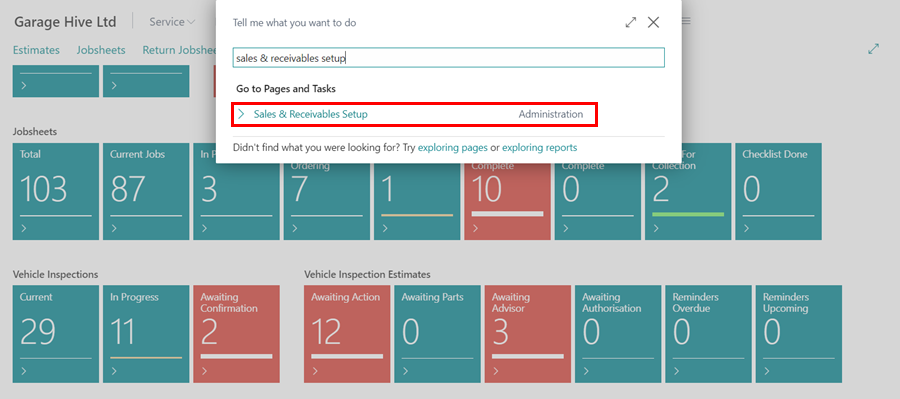 Garage Hive Ltd
Service
Tell me what you want to do
Estimates Jobsheets Return Jobshe
sales & receivables setup
Go to Pages and Tasks
Sales & Receivables Setup Administration
Didn't find what you were looking for? Try exploring pages or exploring reports
Jobsheets
Total
103
Current Jobs
87
In P
3
Ordering
7
1
Complete
10
Complete
0
For
Collection
2
Checklist Done
0
Vehicle Inspections
Current
29
In Progress
11
Awaiting
Confirmation
2
Vehicle Inspection Estimates
Awaiting Action
12
Awaiting Parts
0
Awaiting
Advisor
3
Awaiting
Authorisation
0
Reminders
Overdue
0
Reminders
Upcoming
0